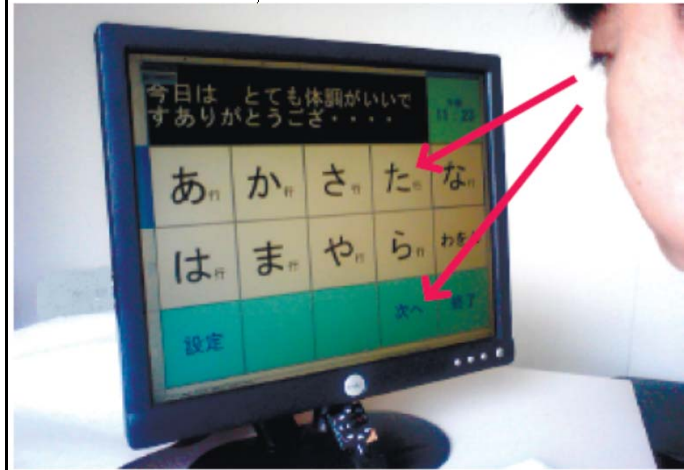 今日は　とても体調がいいで
すありがとうござ・・・・
11:23
あ行 か行 さ行 た行 な行
は行 ま行 や行 ら行 わを
設定 次へ 終了